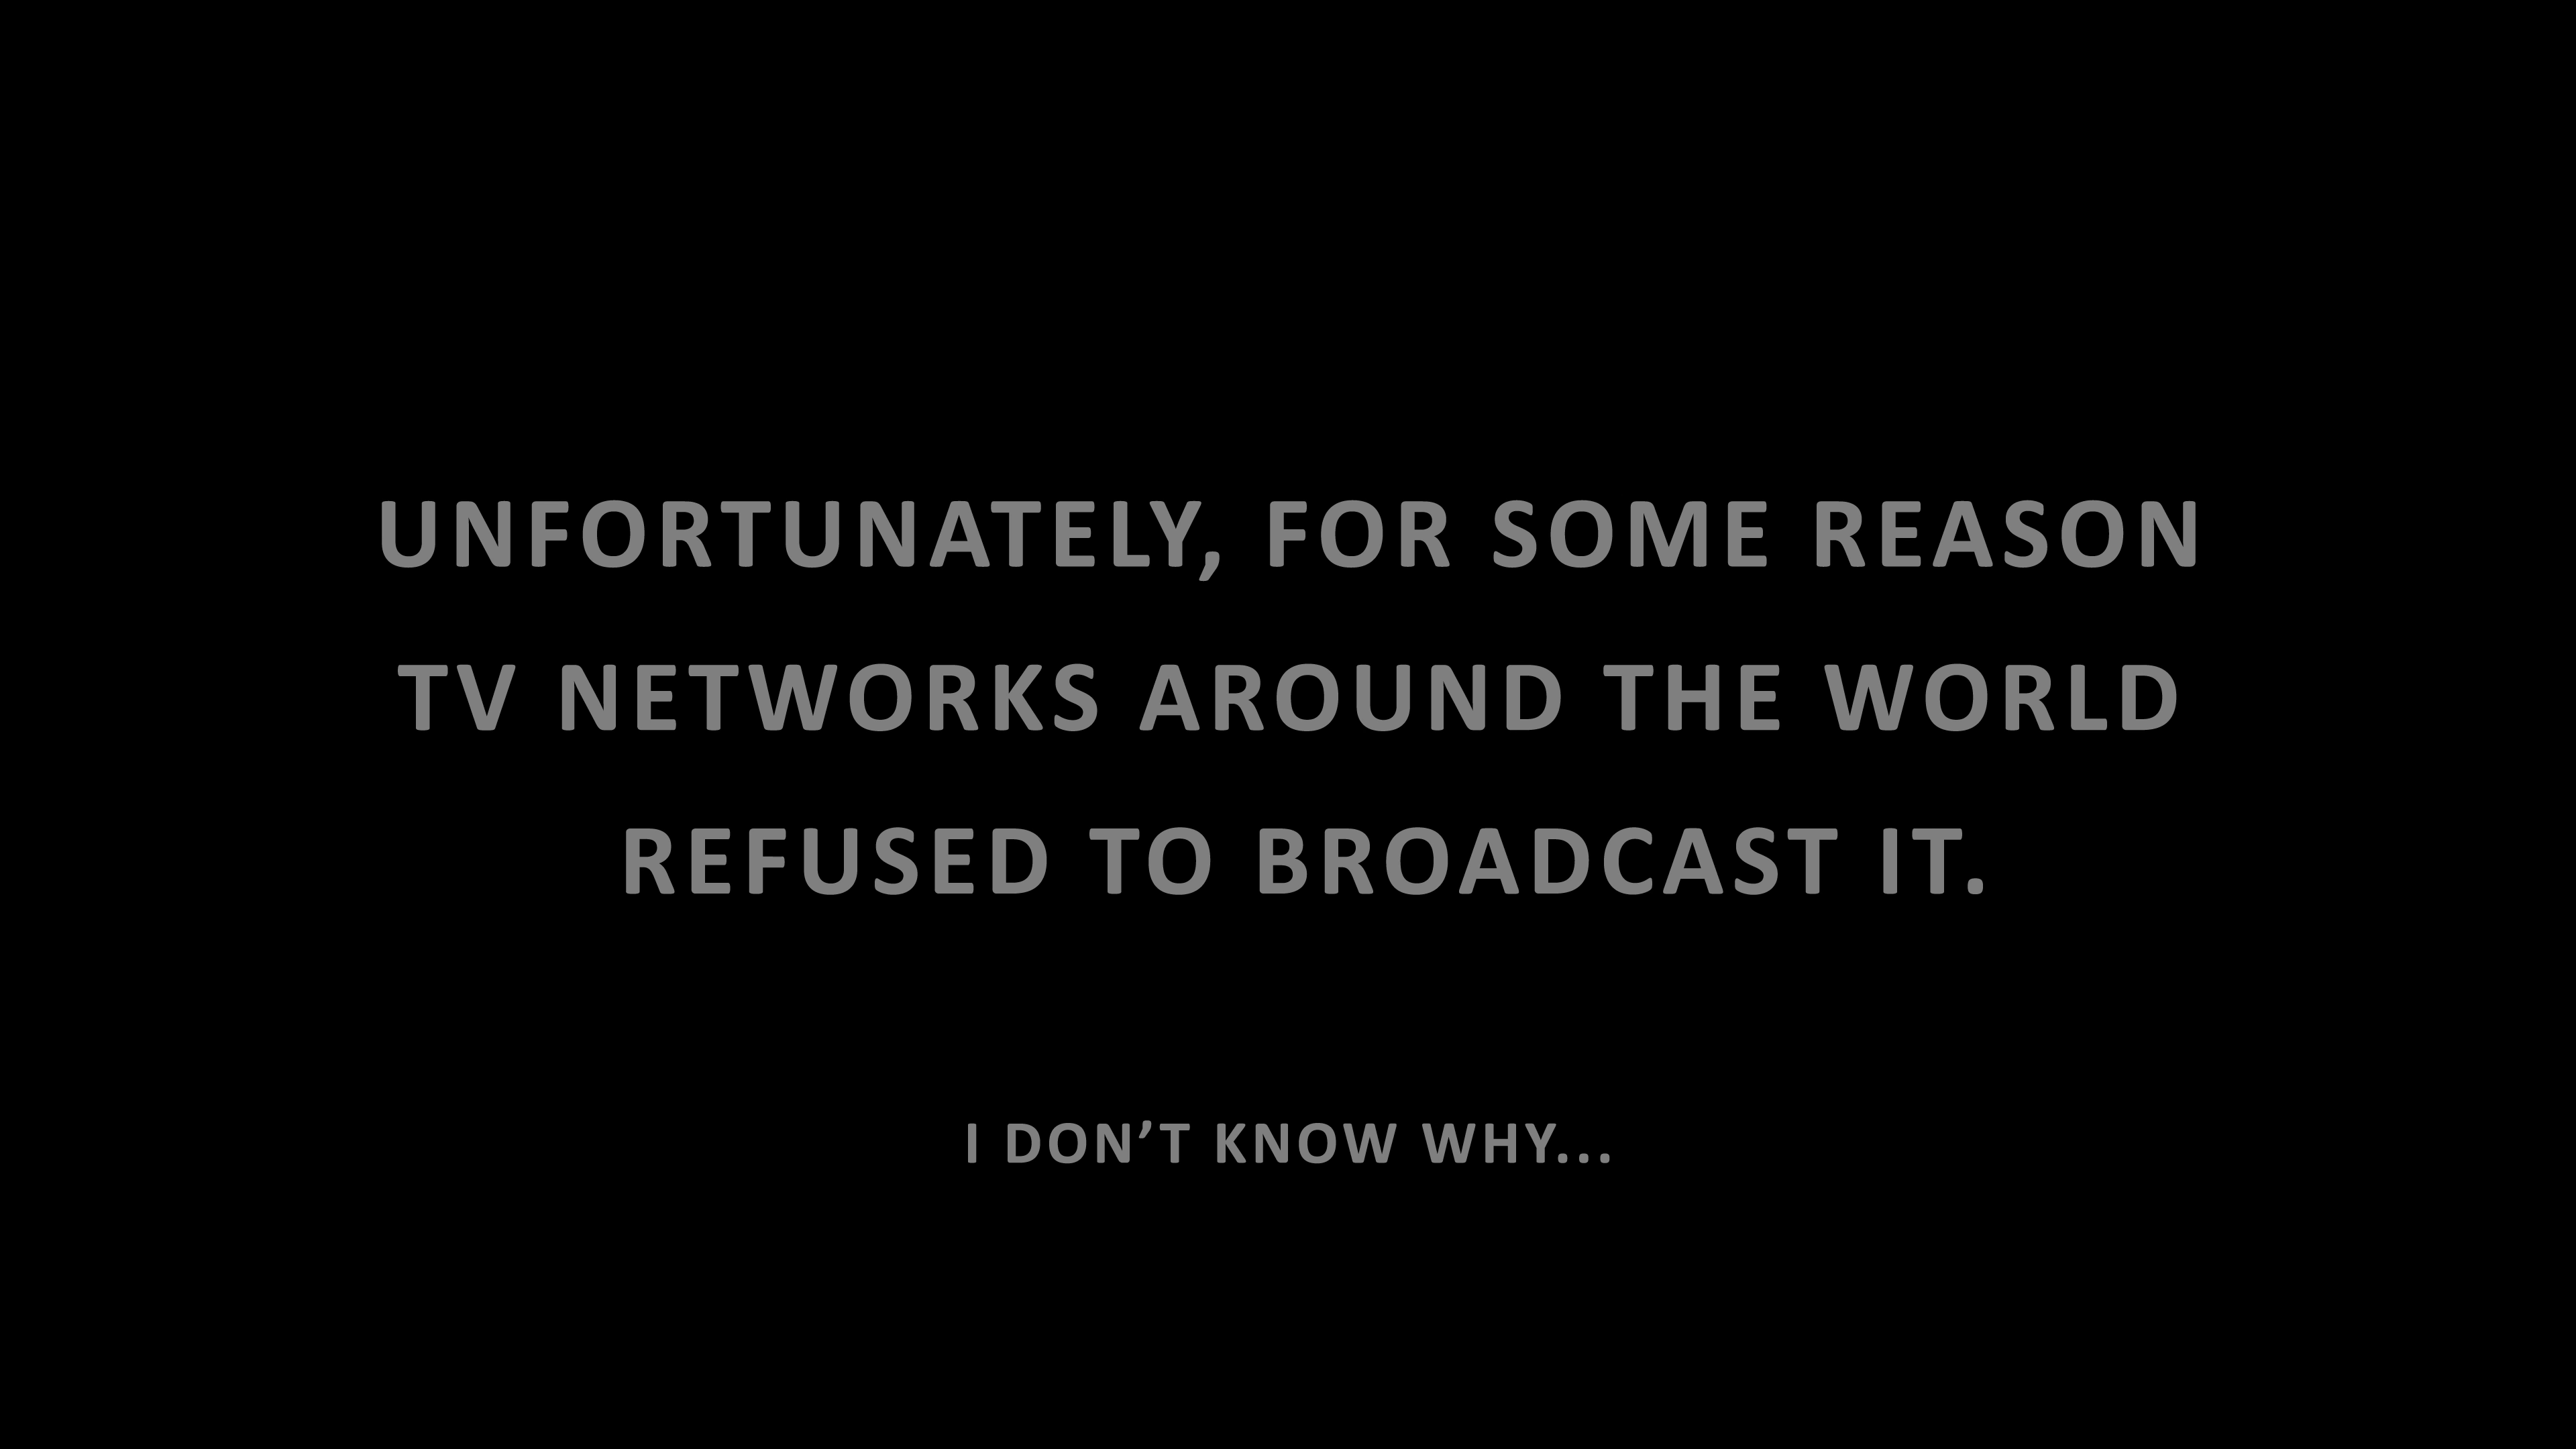 UNFORTUNATELY, FOR SOME REASON
TV NETWORKS AROUND THE WORLD
REFUSED TO BROADCAST IT.
I DON’T KNOW WHY...